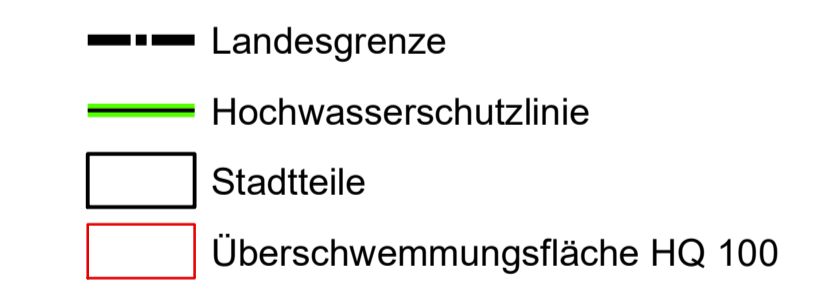 Landesgrenze
Hochwasserschutzlinie
Stadtteile
Überschwemmungsfläche HQ 100